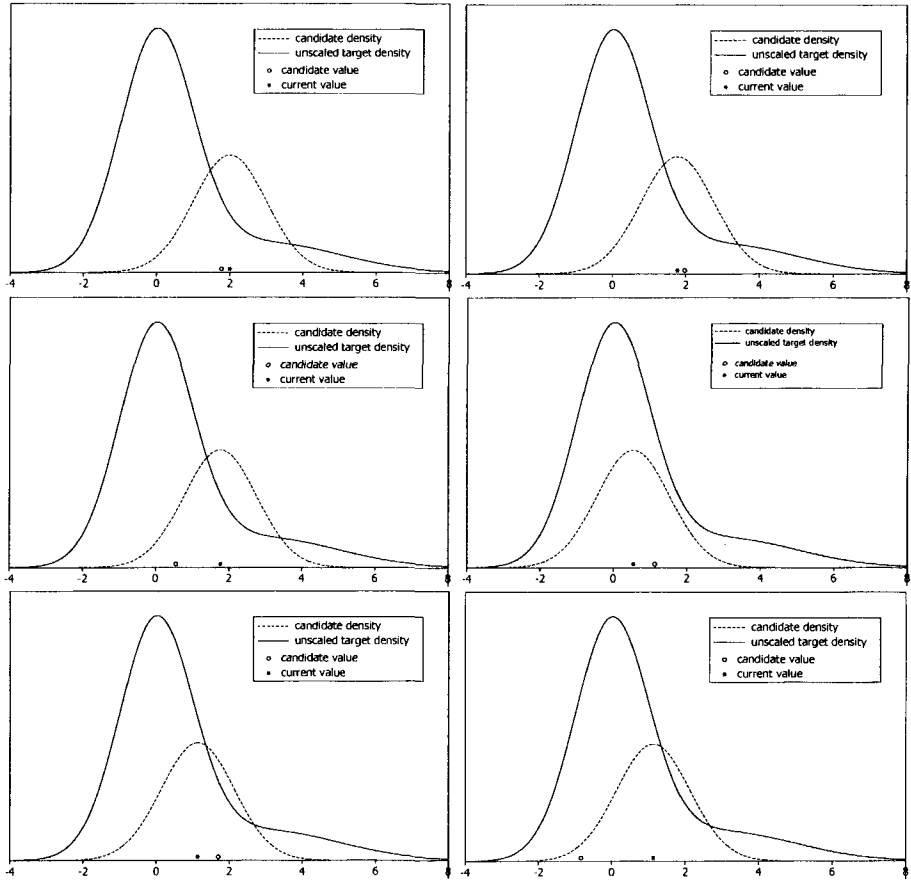 candidate density
unscaled target density
candidate value
current value
-4 -2 0 2 4 6 8
candidate density
unscaled target density
candidate value
current value
-4 -2 0 2 4 6 8
candidate density
unscaled target density
candidate value
current value
-4 -2 0 2 4 6 8
candidate density
unscaled target density
candidate value
current value
-4 -2 0 2 4 6 8
candidate density
unscaled target density
candidate value
current value
-4 -2 0 2 4 6 8
candidate density
unscaled target density
candidate value
current value
-4 -2 0 2 4 6 8